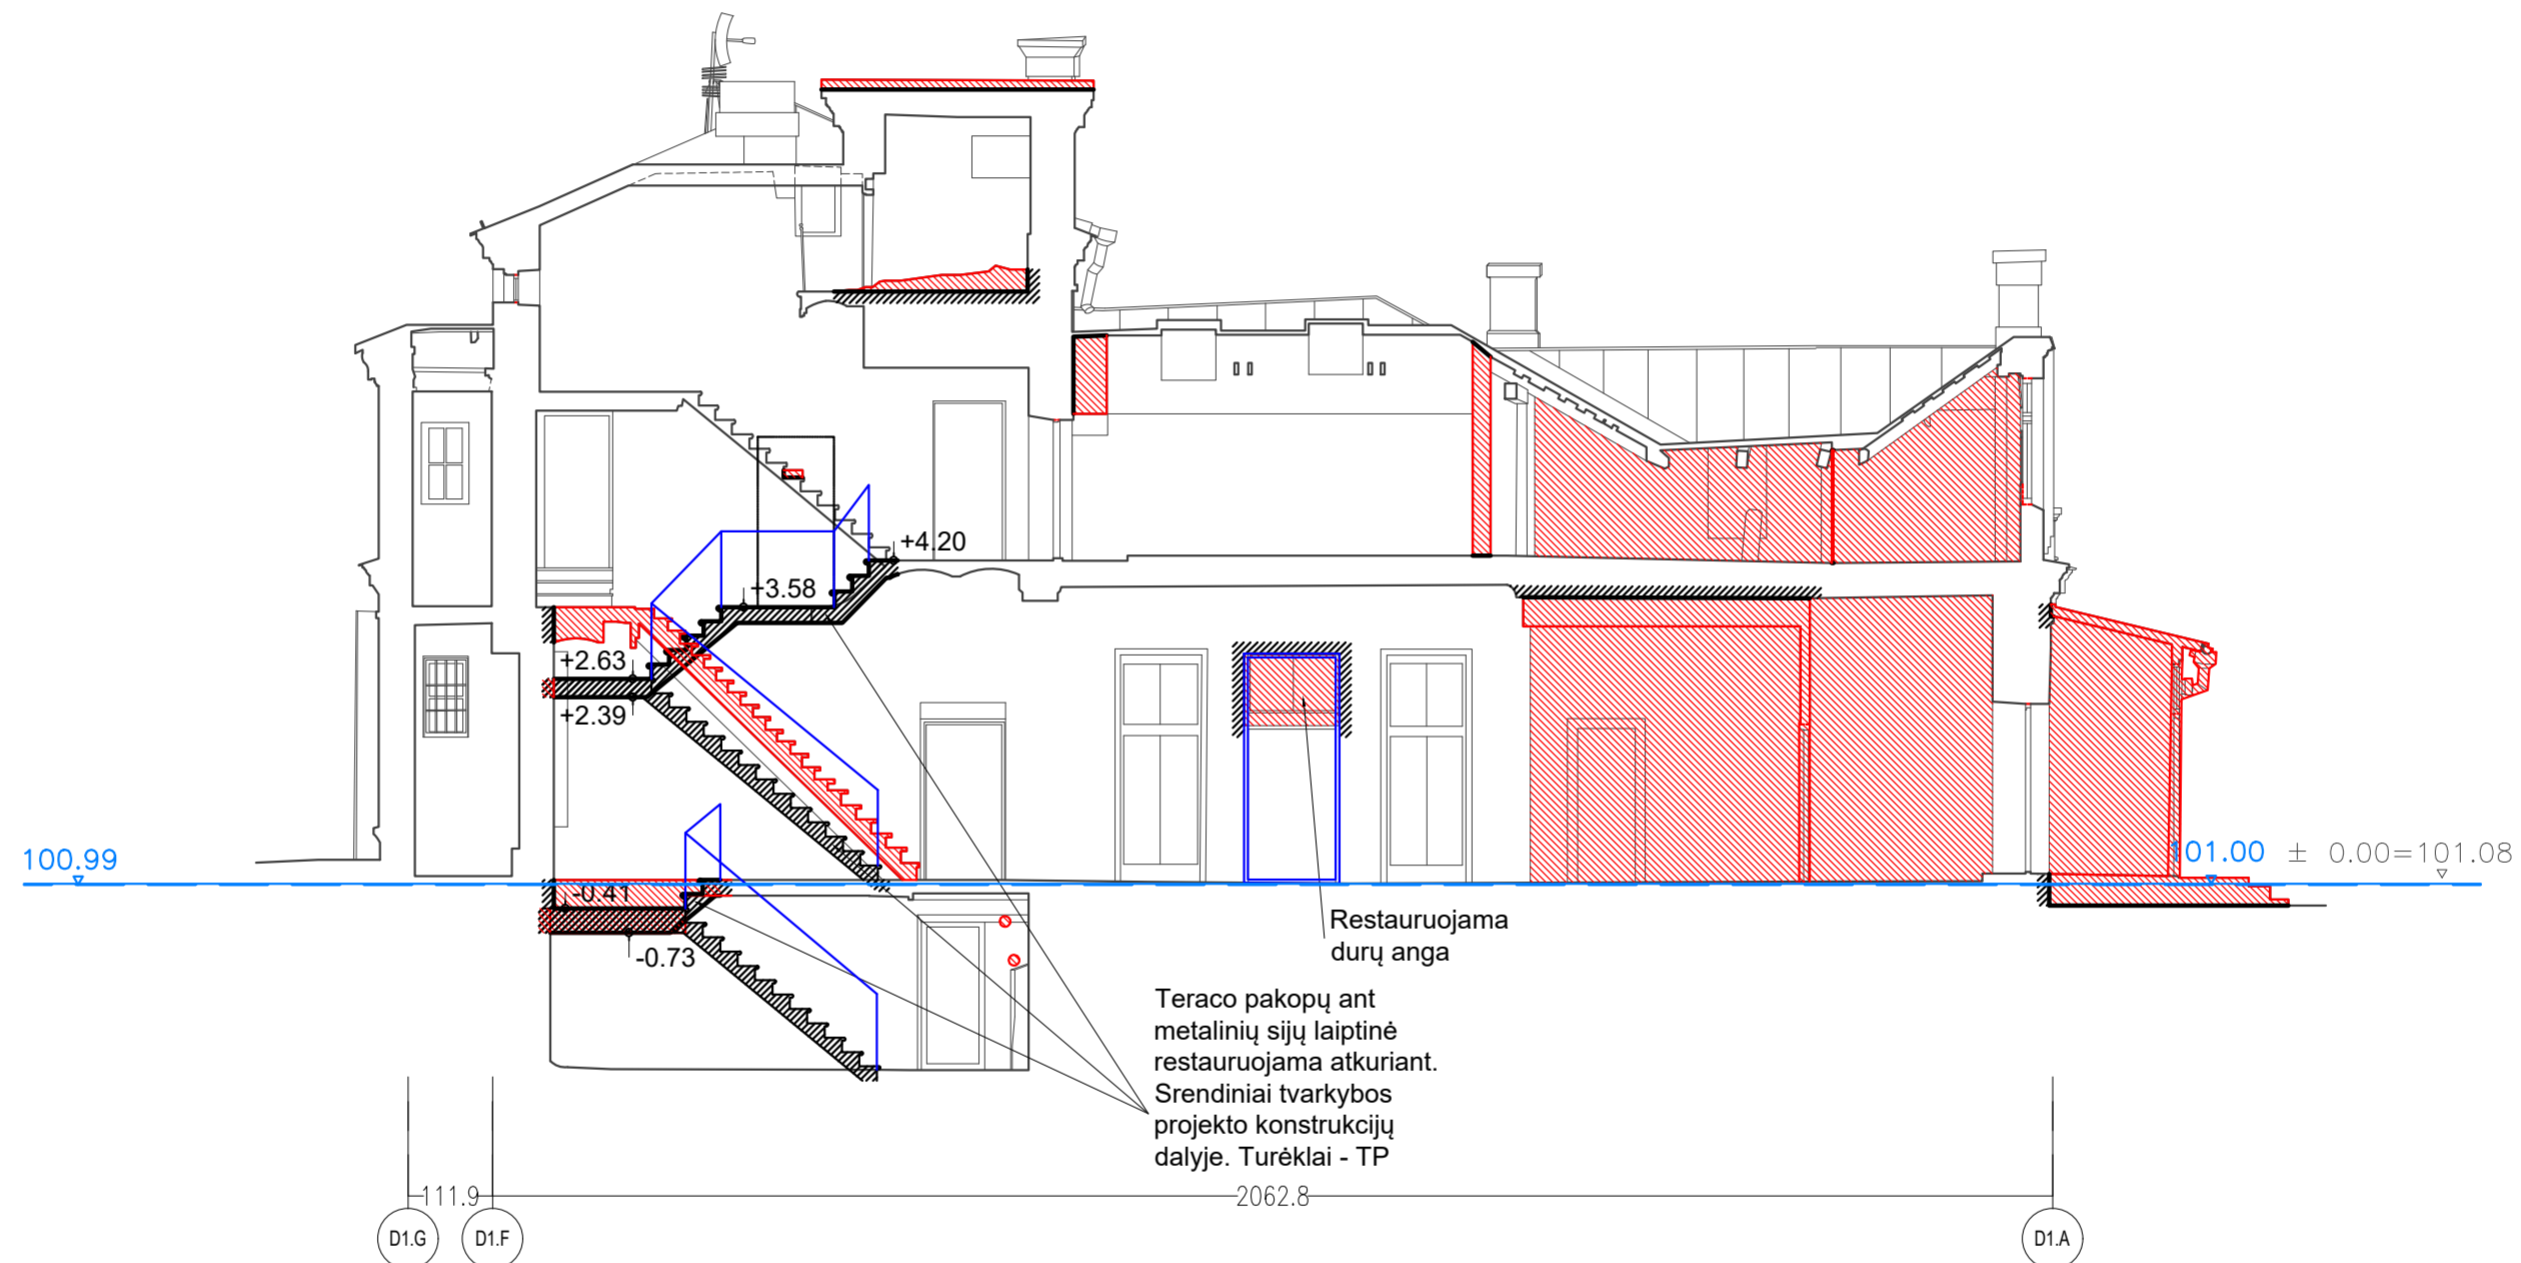 +4.20
+3.58
+2.63
+2.39
100.99
01.00 ± 0.00=101.08
-0.41
-0.73
Restauruojama
durų anga
Teraco pakopų ant
metalinių sijų laiptinė
restauruojama atkuriant.
Srendiniai tvarkybos
projekto konstrukcijų
dalyje. Turėklai - TP
111.9
2062.8
D1.G
D1.F
D1.A